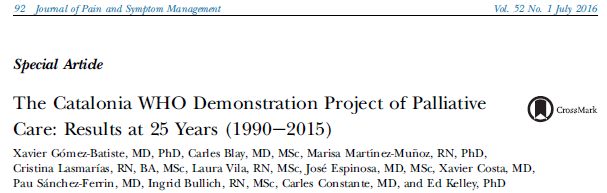 92 Journal of Pain and Symptom Management Vol. 52 No. 1 July 2016
Special Article
The Catalonia WHO Demonstration Project of Palliative
Care: Results at 25 Years (1990−2015)
CrossMark
Xavier Gómez-Batiste, MD, PhD, Carles Blay, MD, MSc, Marisa Martínez-Muñoz, RN, PhD,
Cristina Lasmarías, RN, BA, MSc, Laura Vila, RN, MSc, José Espinosa, MD, MSc, Xavier Costa, MD,
Pau Sánchez-Ferrin, MD, Ingrid Bullich, RN, MSc, Carles Constante, MD, and Ed Kelley, PhD